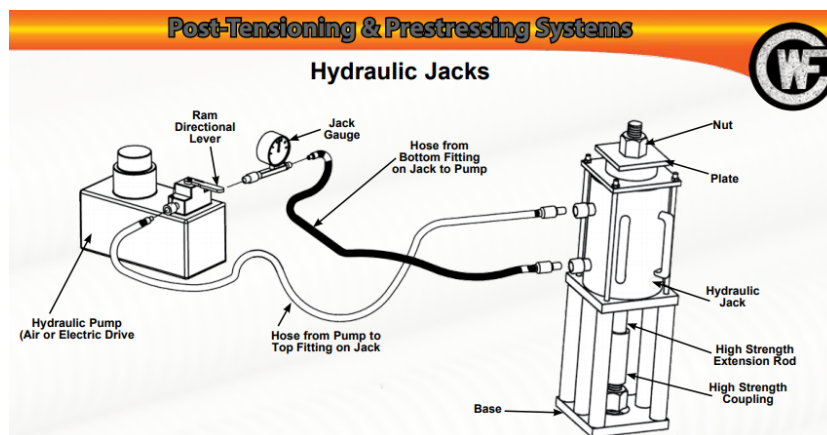 Post-Tensioning & Prestressing Systems
CWF
Hydraulic Jacks
Ram
Directional
Lever
Jack
Gauge
Hose from
Bottom Fitting
on Jack to Pump
Nut
Plate
Hydraulic
Jack
Hydraulic Pump
(Air or Electric Drive
Hose from Pump to
Top Fitting on Jack
High Strength
Extension Rod
High Strength
Coupling
Base